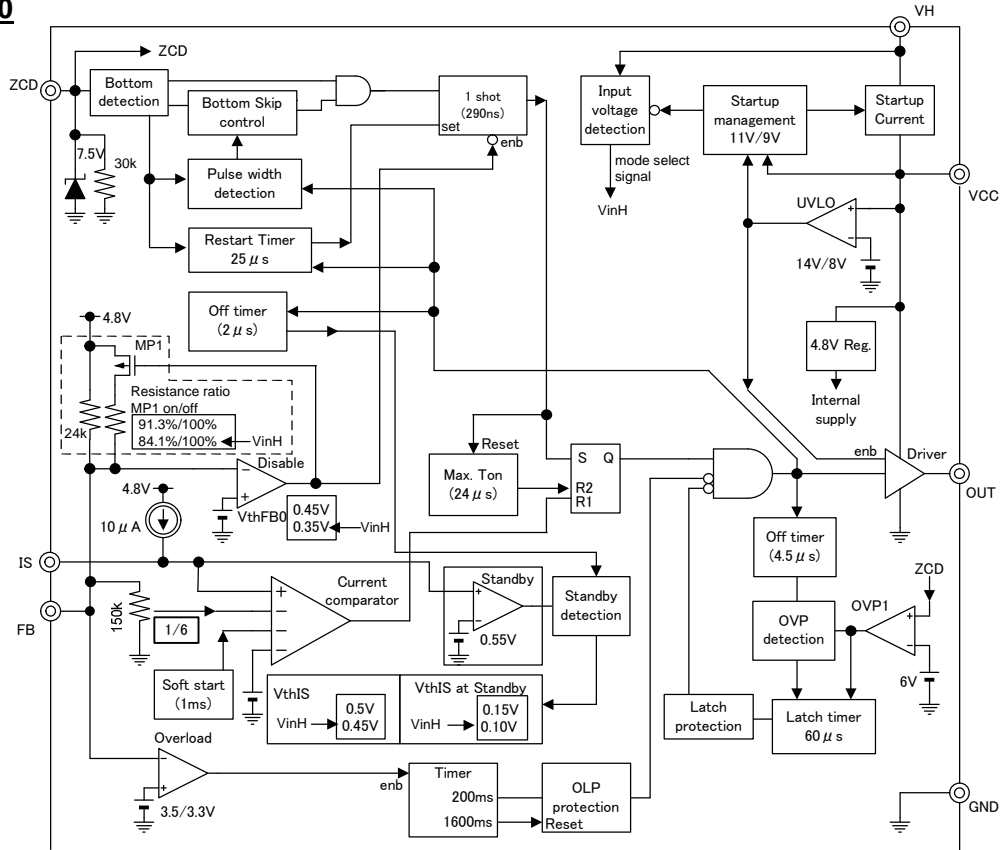 0
VH
ZCD
ZCD
Bottom
detection
Bottom Skip
control
1 shot
(290ns)
set
enb
Input
voltage
detection
Startup
management
11V/9V
Startup
Current
mode select
signal
VinH
VCC
7.5V
30k
Pulse width
detection
UVLO
+
−
14V/8V
Restart Timer
25μs
Off timer
(2μs)
4.8V Reg.
Internal
supply
4.8V
MP1
Resistance ratio
MP1 on/off
91.3%/100%
84.1%/100%
VinH
24k
Disable
−
+
VthFB0
0.45V
0.35V
VinH
Reset
Max. Ton
(24μs)
S Q
R2
R1
enb
Driver
OUT
4.8V
10μA
IS
FB
150k
1/6
+
−
−
Current
comparator
Soft start
(1ms)
Standby
+
−
0.55V
Standby
detection
Off timer
(4.5μs)
OVP
detection
OVP1
ZCD
+
−
6V
VthIS
VinH
0.5V
0.45V
VthIS at Standby
VinH
0.15V
0.10V
Latch
protection
Latch timer
60μs
Overload
−
+
3.5/3.3V
enb
Timer
200ms
1600ms
OLP
protection
Reset
GND